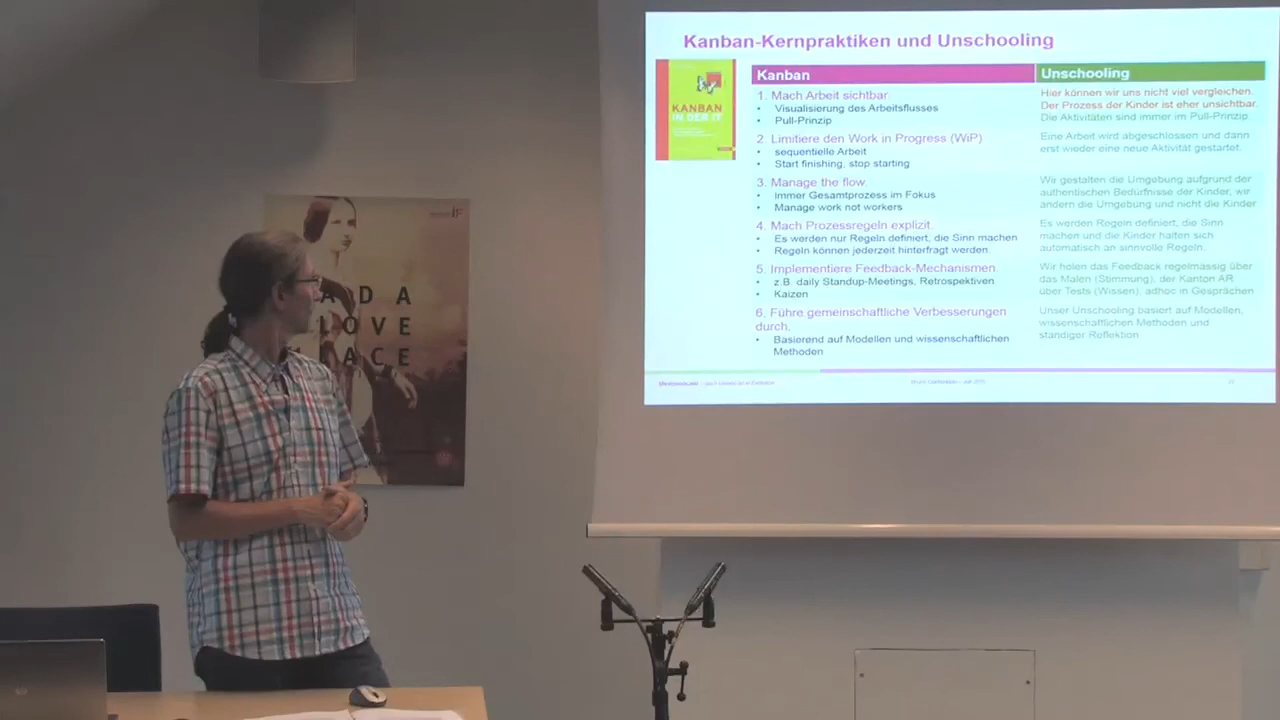 Kanban-Kernpraktiken und Unschooling
KANBAN
IN DER IT
Kanban
Unschooling
1. Mach Arbeit sichtbar
• Visualisierung des Arbeitsflusses
• Pull-Prinzip
Hier können wir uns nicht viel vergleichen.
Der Prozess der Kinder ist eher unsichtbar.
Die Aktivitäten sind immer im Pull-Prinzip.
2. Limitiere den Work in Progress (WiP)
• sequentielle Arbeit
• Start finishing, stop starting
Eine Arbeit wird abgeschlossen und dann
erst wieder eine neue Aktivität gestartet.
3. Manage the flow.
• Immer Gesamtprozess im Fokus
• Manage work not workers
Wir gestalten die Umgebung aufgrund der
authentischen Bedürfnisse der Kinder, wir
ändern die Umgebung und nicht die Kinder
4. Mach Prozessregeln explizit.
• Es werden nur Regeln definiert, die Sinn machen
• Regeln können jederzeit hinterfragt werden.
Es werden Regeln definiert, die Sinn
machen und die Kinder halten sich
automatisch an sinnvolle Regeln.
5. Implementiere Feedback-Mechanismen.
• z.B. daily Standup-Meetings, Retrospektiven
• Kaizen
Wir holen das Feedback regelmässig über
das Malen (Stimmung), der Kanton AR
über Tests (Wissen), adhoc in Gesprächen
6. Führe gemeinschaftliche Verbesserungen
durch.
• Basierend auf Modellen und wissenschaftlichen
Methoden
Unser Unschooling basiert auf Modellen,
wissenschaftlichen Methoden und
ständiger Reflektion
ADA
LOVE
LACE